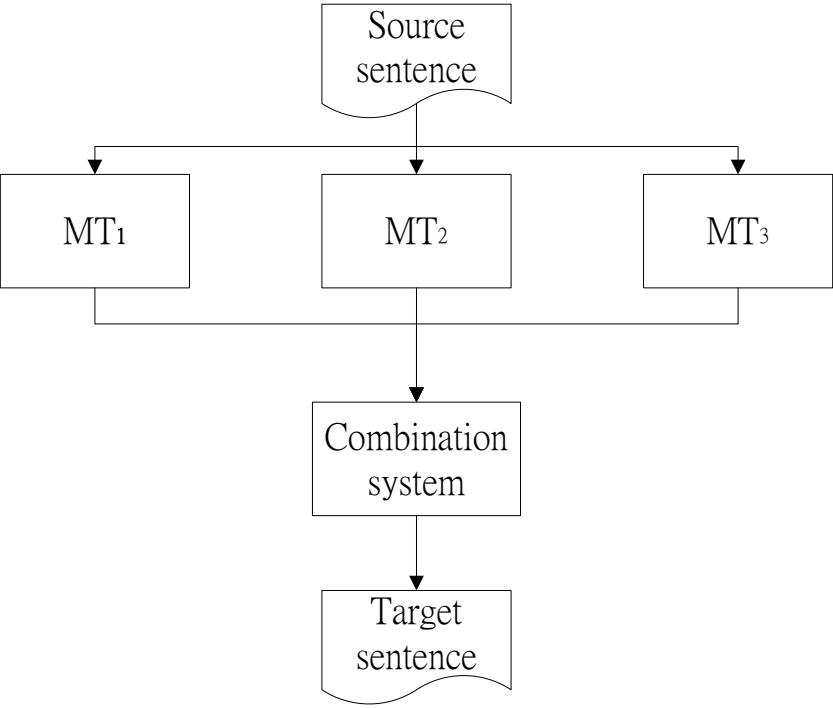 Source
sentence
MT₁
MT₂
MT₃
Combination
system
Target
sentence